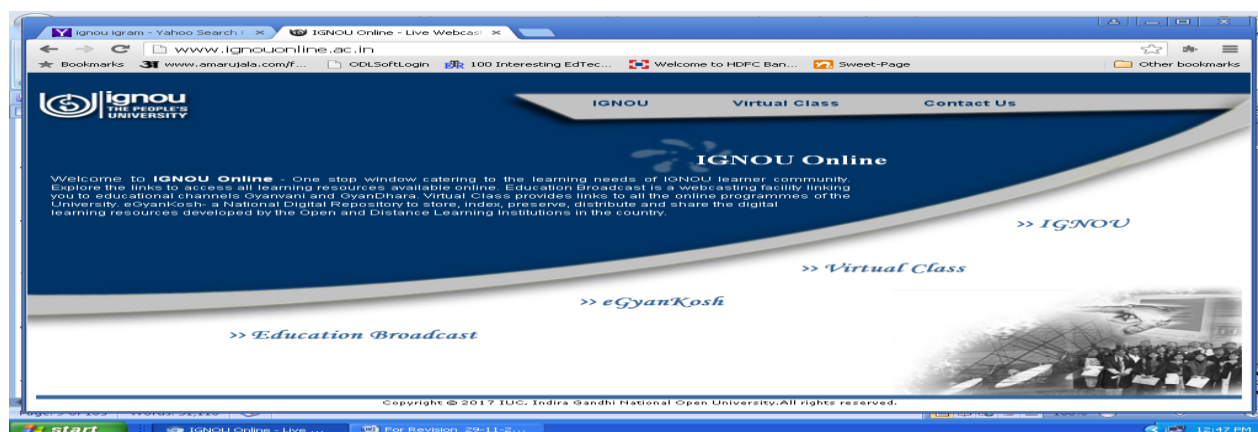 ignou igram - Yahoo Search
IGNOU Online - Live Webcast
www.ignouonline.ac.in
Bookmarks www.amarujala.com/f... ODLSoftLogin 100 Interesting EdTec... Welcome to HDFC Ban... Sweet-Page Other bookmarks
ignou
THE PEOPLE'S
UNIVERSITY
IGNOU Virtual Class Contact Us
IGNOU Online
Welcome to IGNOU Online - One stop window catering to the learning needs of IGNOU learner community.
Explore the links to access all learning resources available online. Education Broadcast is a webcasting facility linking
you to educational channels Gyanvani and GyanDhara. Virtual Class provides links to all the online programmes of the
University. eGyanKosh- a National Digital Repository to store, index, preserve, distribute and share the digital
learning resources developed by the Open and Distance Learning Institutions in the country.
>> IGNOU
>> Virtual Class
>> eGyanKosh
>> Education Broadcast
Copyright © 2017 IUC, Indira Gandhi National Open University.All rights reserved.
start IGNOU Online - Live ... For Revision 29-11-2... 12:47 PM